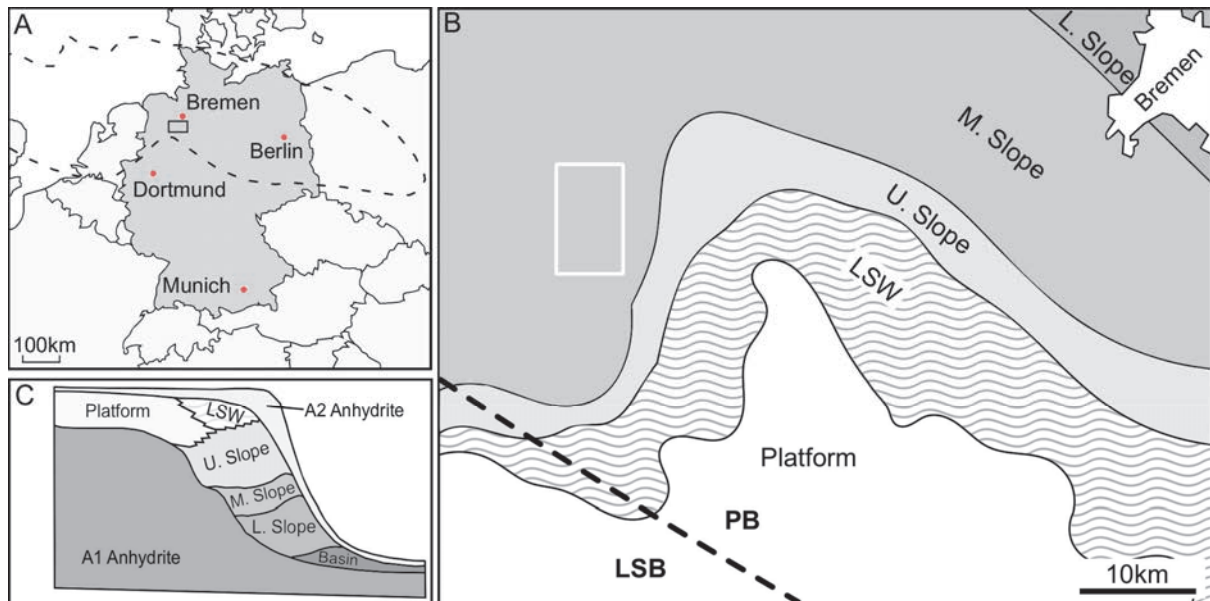 A
Bremen
Berlin
Dortmund
Munich
100km
B
L. Slope
Bremen
M. Slope
U. Slope
LSW
Platform
PB
LSB
10km
C
Platform
LSW
A2 Anhydrite
U. Slope
M. Slope
L. Slope
A1 Anhydrite
Basin